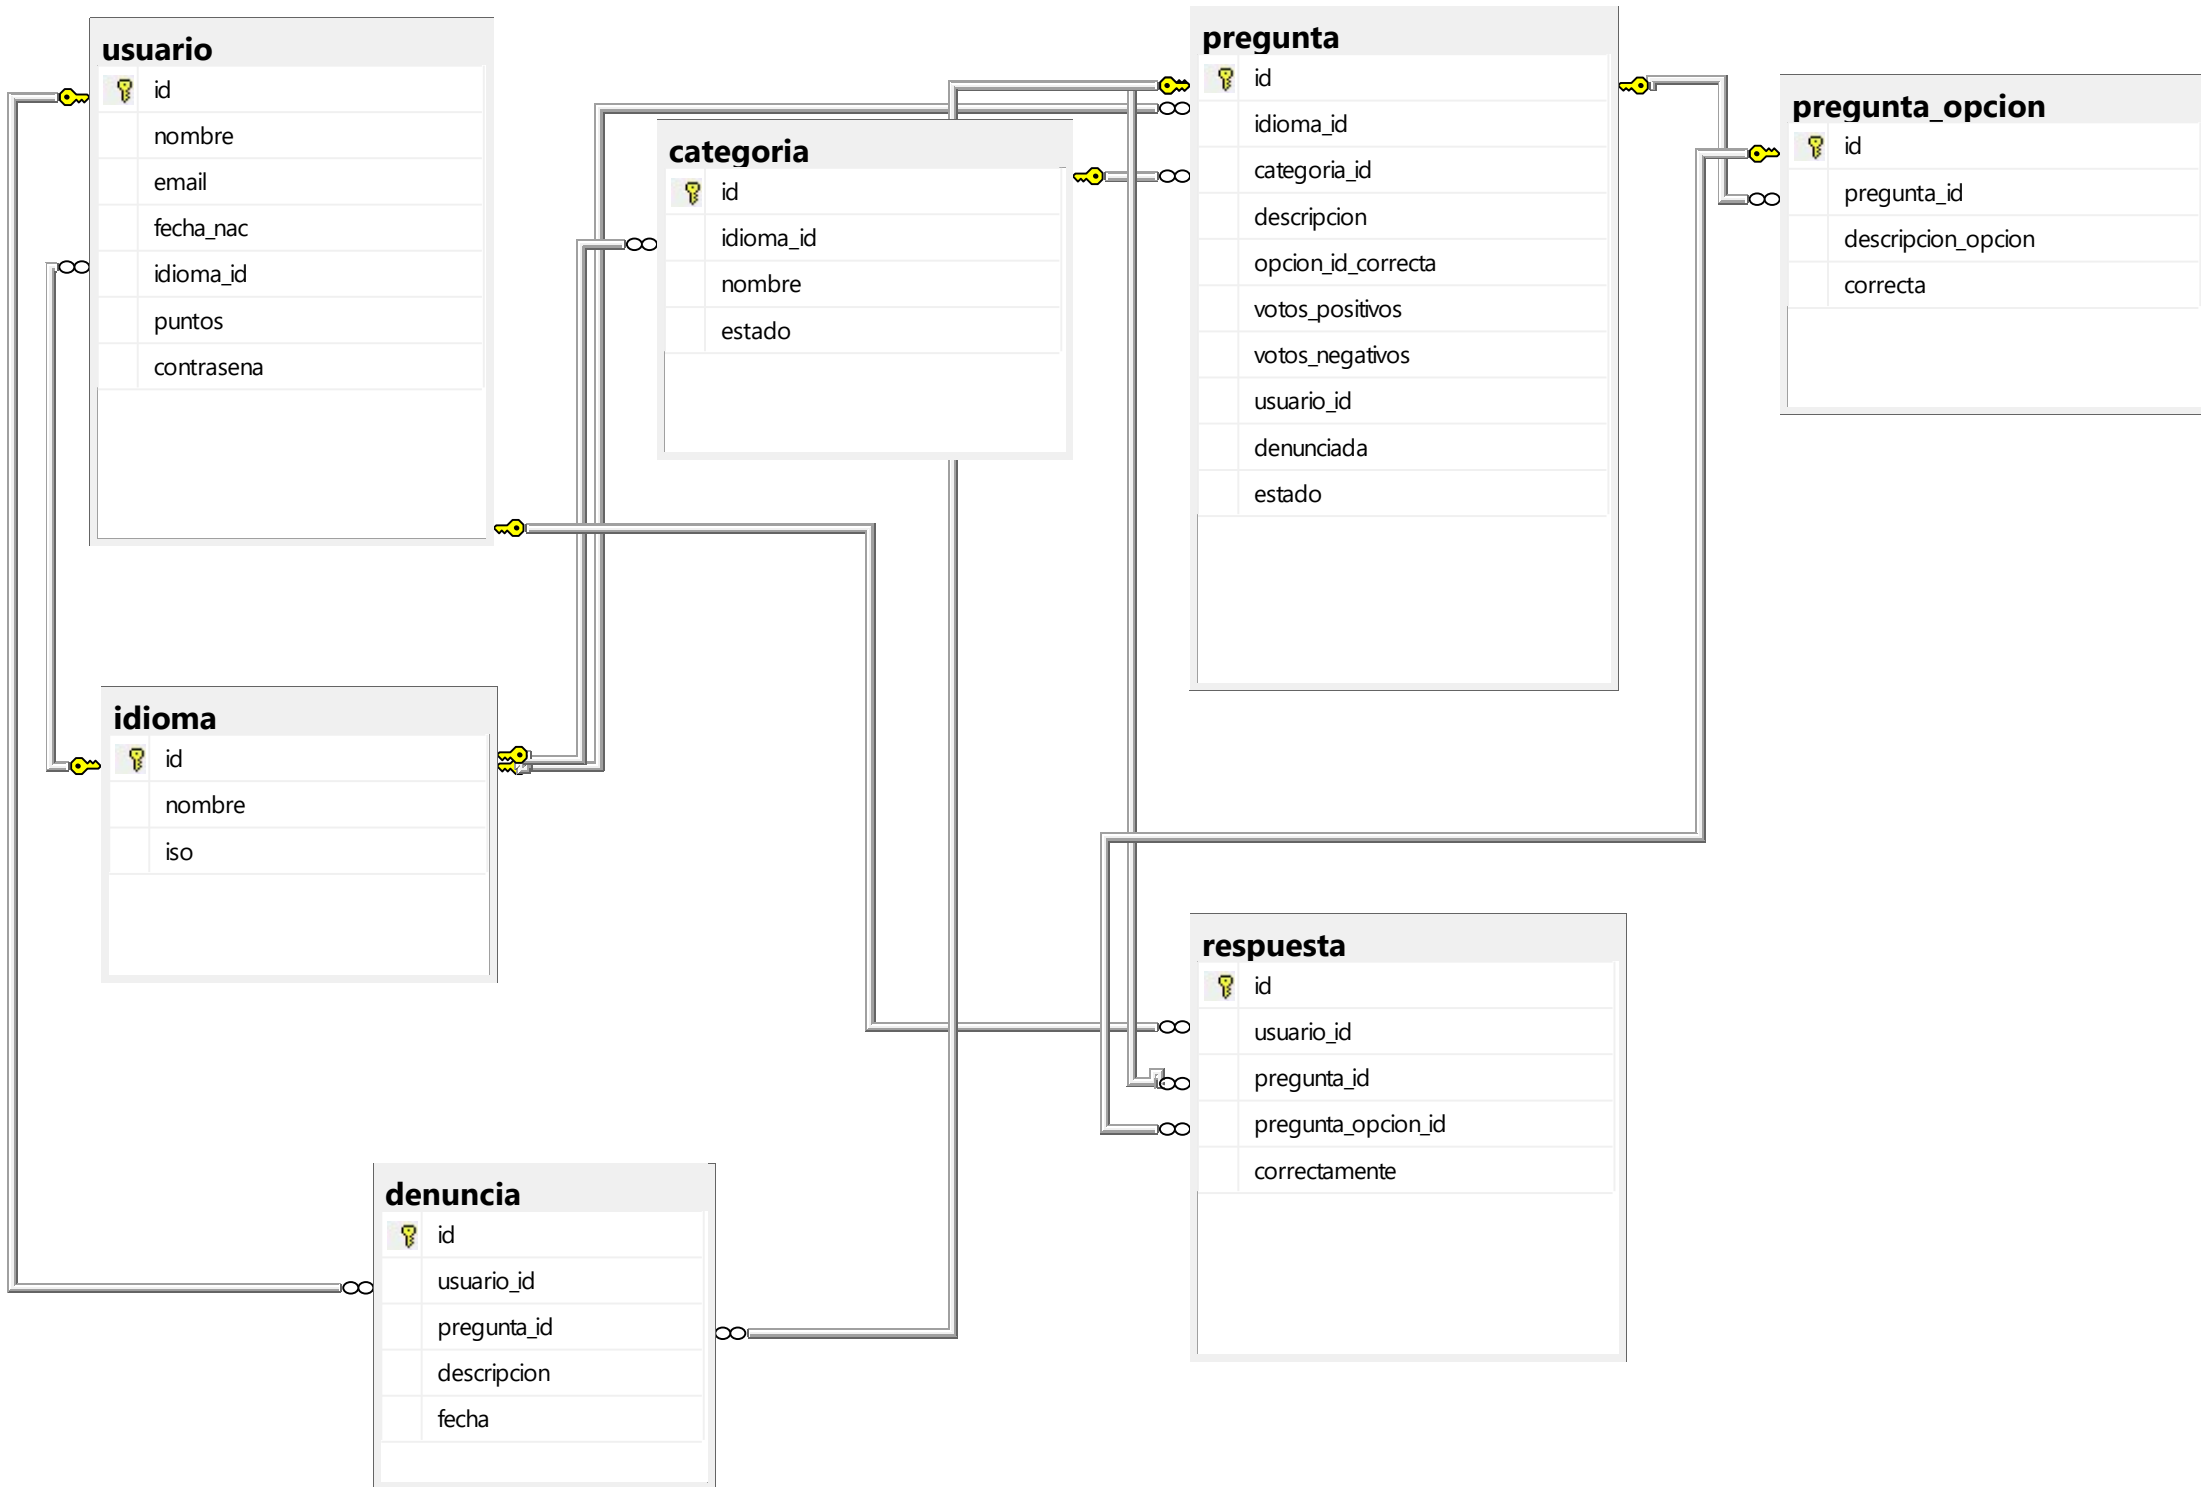 usuario
id
nombre
email
fecha_nac
idioma_id
puntos
contrasena
categoria
id
idioma_id
nombre
estado
pregunta
id
idioma_id
categoria_id
descripcion
opcion_id_correcta
votos_positivos
votos_negativos
usuario_id
denunciada
estado
pregunta_opcion
id
pregunta_id
descripcion_opcion
correcta
idioma
id
nombre
iso
respuesta
id
usuario_id
pregunta_id
pregunta_opcion_id
correctamente
denuncia
id
usuario_id
pregunta_id
descripcion
fecha